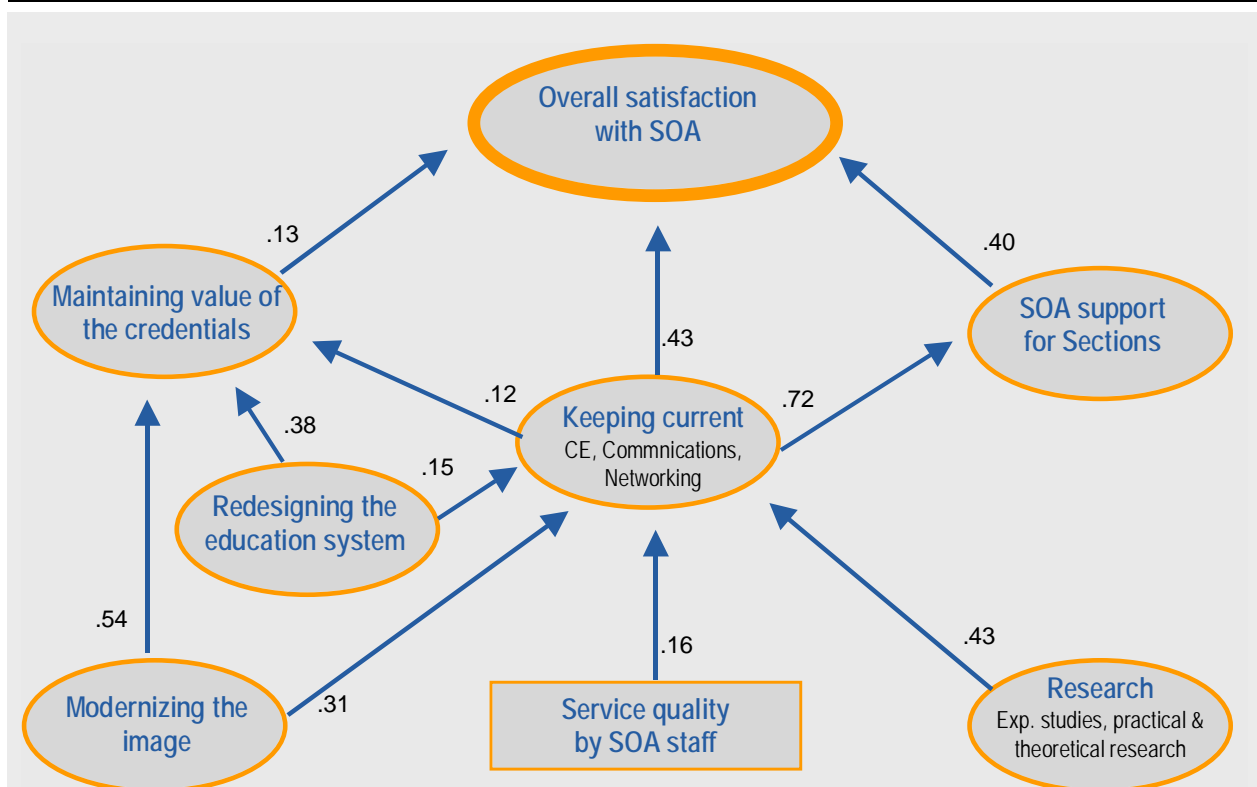 Overall satisfaction
with SOA
.13
.40
Maintaining value of
the credentials
SOA support
for Sections
.43
.12
.72
Keeping current
CE, Commnications,
Networking
.38
.15
Redesigning the
education system
.54
.31
.16
.43
Modernizing the
image
Service quality
by SOA staff
Research
Exp. studies, practical &
theoretical research